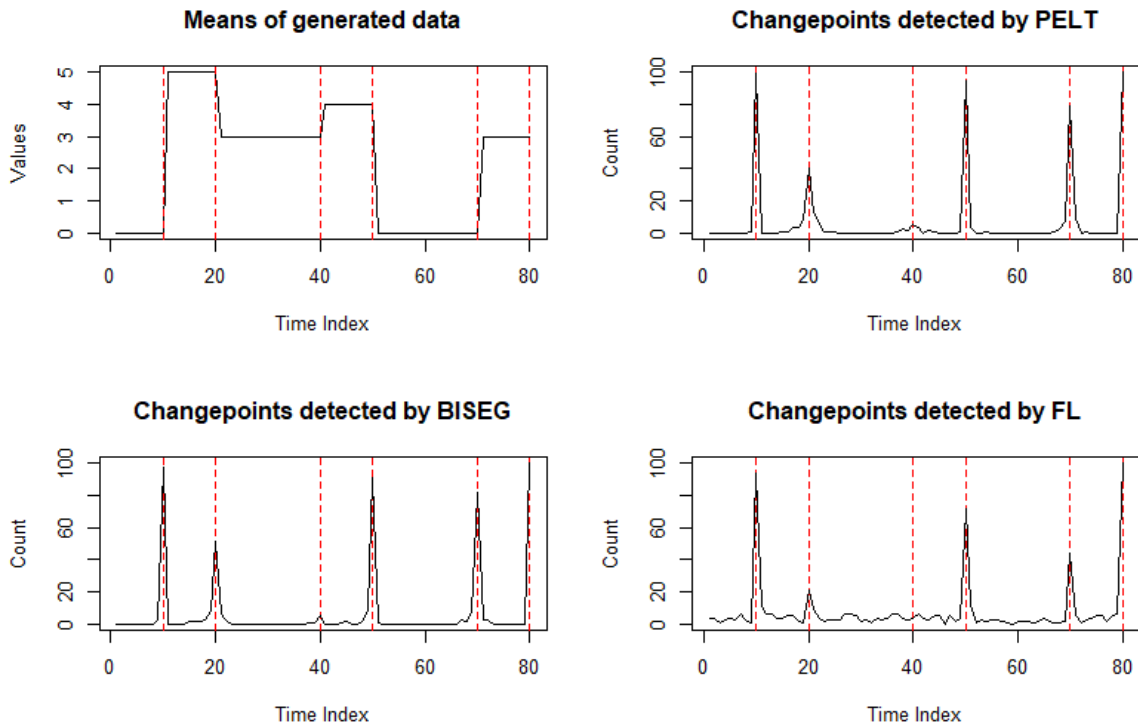 Means of generated data
Values
0 1 2 3 4 5
0 20 40 60 80
Time Index
Changepoints detected by PELT
Count
0 20 60 100
0 20 40 60 80
Time Index
Changepoints detected by BISEG
Count
0 20 60 100
0 20 40 60 80
Time Index
Changepoints detected by FL
Count
0 20 60 100
0 20 40 60 80
Time Index